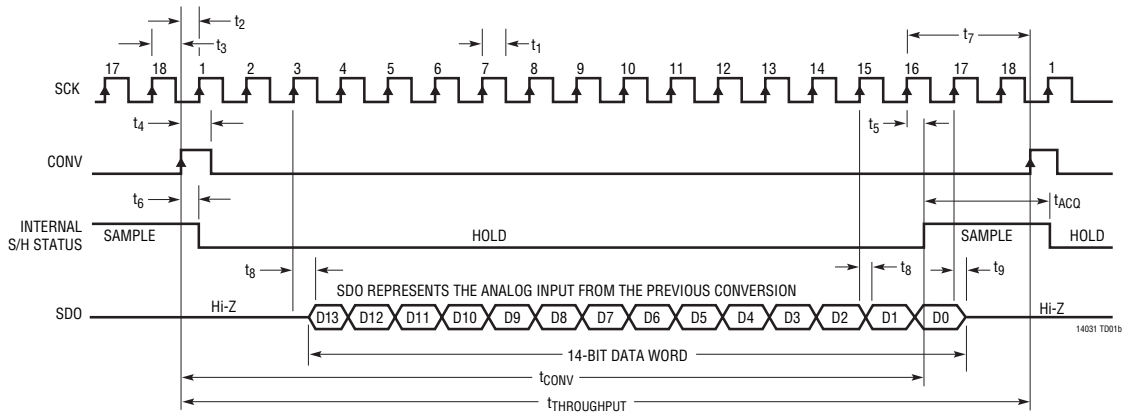 t2
t3
t1
t7
17 18 1 2 3 4 5 6 7 8 9 10 11 12 13 14 15 16 17 18 1
SCK
t4
t5
CONV
t6
tACQ
INTERNAL
S/H STATUS
SAMPLE
HOLD
SAMPLE
HOLD
t8
t8
t9
SDO REPRESENTS THE ANALOG INPUT FROM THE PREVIOUS CONVERSION
SDO
Hi-Z
D13 D12 D11 D10 D9 D8 D7 D6 D5 D4 D3 D2 D1 D0
Hi-Z
14031 TD01b
14-BIT DATA WORD
tCONV
tTHROUGHPUT